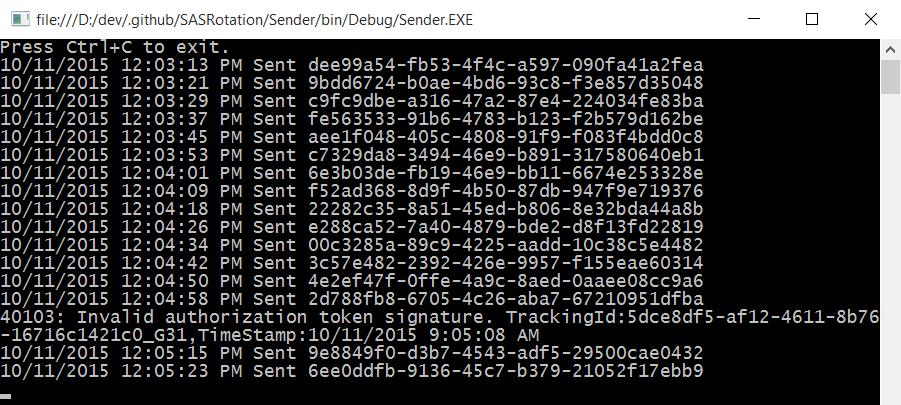 file:///D:/dev/.github/SASRotation/Sender/bin/Debug/Sender.EXE
Press Ctrl+C to exit.
10/11/2015 12:03:13 PM Sent dee99a54-fb53-4f4c-a597-090fa41a2fea
10/11/2015 12:03:21 PM Sent 9bdd6724-b0ae-4bd6-93c8-f3e857d35048
10/11/2015 12:03:29 PM Sent c9fc9dbe-a316-47a2-87e4-224034fe83ba
10/11/2015 12:03:37 PM Sent fe563533-91b6-4783-b123-f2b579d162be
10/11/2015 12:03:45 PM Sent aee1f048-405c-4808-91f9-f083f4bdd0c8
10/11/2015 12:03:53 PM Sent c7329da8-3494-46e9-b891-317580640eb1
10/11/2015 12:04:01 PM Sent 6e3b03de-fb19-46e9-bb11-6674e253328e
10/11/2015 12:04:09 PM Sent f52ad368-8d9f-4b50-87db-947f9e719376
10/11/2015 12:04:18 PM Sent 22282c35-8a51-45ed-b806-8e32bda44a8b
10/11/2015 12:04:26 PM Sent e288ca52-7a40-4879-bde2-d8f13fd22819
10/11/2015 12:04:34 PM Sent 00c3285a-89c9-4225-aadd-10c38c5e4482
10/11/2015 12:04:42 PM Sent 3c57e482-2392-426e-9957-f155eae60314
10/11/2015 12:04:50 PM Sent 4e2ef47f-0ffe-4a9c-8aed-0aaee08cc9a6
10/11/2015 12:04:58 PM Sent 2d788fb8-6705-4c26-aba7-67210951dfba
40103: Invalid authorization token signature. TrackingId:5dce8df5-af12-4611-8b76
-16716c1421c0_G31,TimeStamp:10/11/2015 9:05:08 AM
10/11/2015 12:05:15 PM Sent 9e8849f0-d3b7-4543-adf5-29500cae0432
10/11/2015 12:05:23 PM Sent 6ee0ddfb-9136-45c7-b379-21052f17ebb9